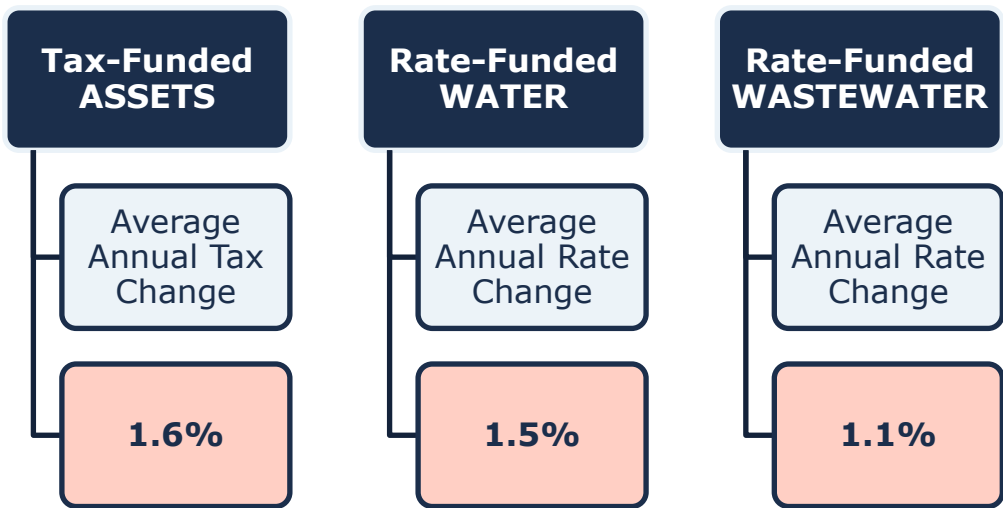 Tax-Funded
ASSETS
Average
Annual Tax
Change
1.6%
Rate-Funded
WATER
Average
Annual Rate
Change
1.5%
Rate-Funded
WASTEWATER
Average
Annual Rate
Change
1.1%